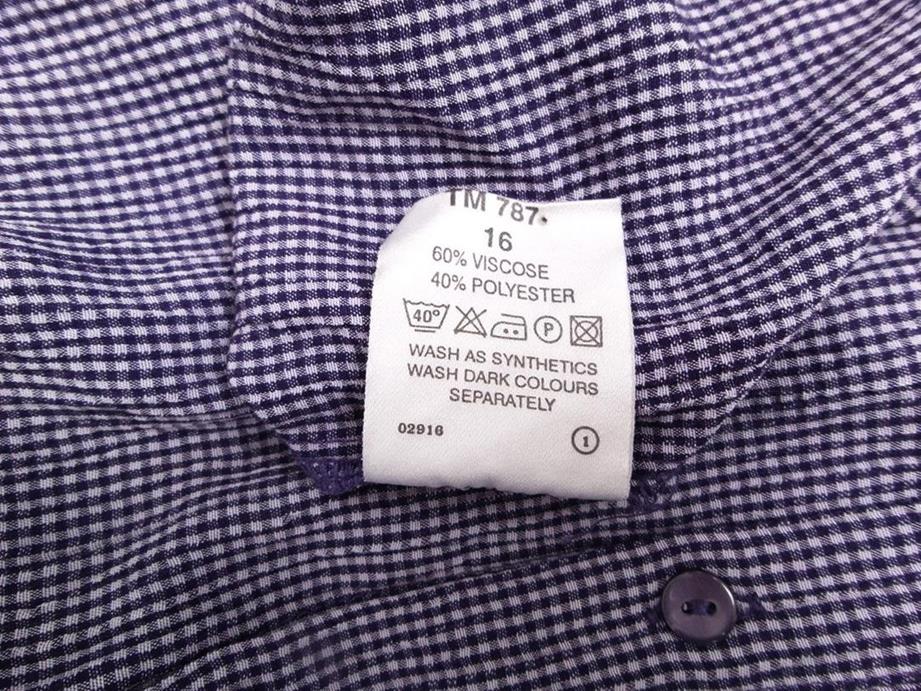 TM 787
16
60% VISCOSE
40% POLYESTER
40° P
WASH AS SYNTHETICS
WASH DARK COLOURS
SEPARATELY
02916 1